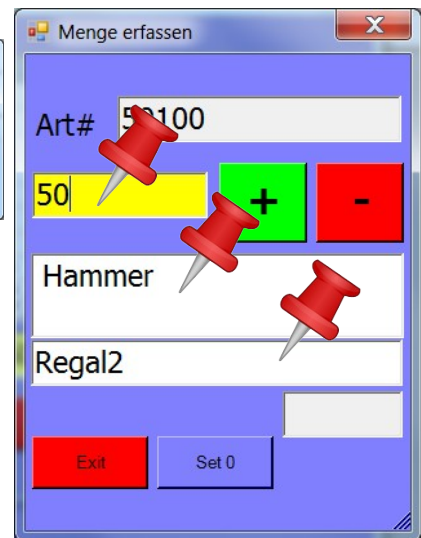 Menge erfassen
Art#
50
+ -
Hammer
Regal2
Exit Set 0